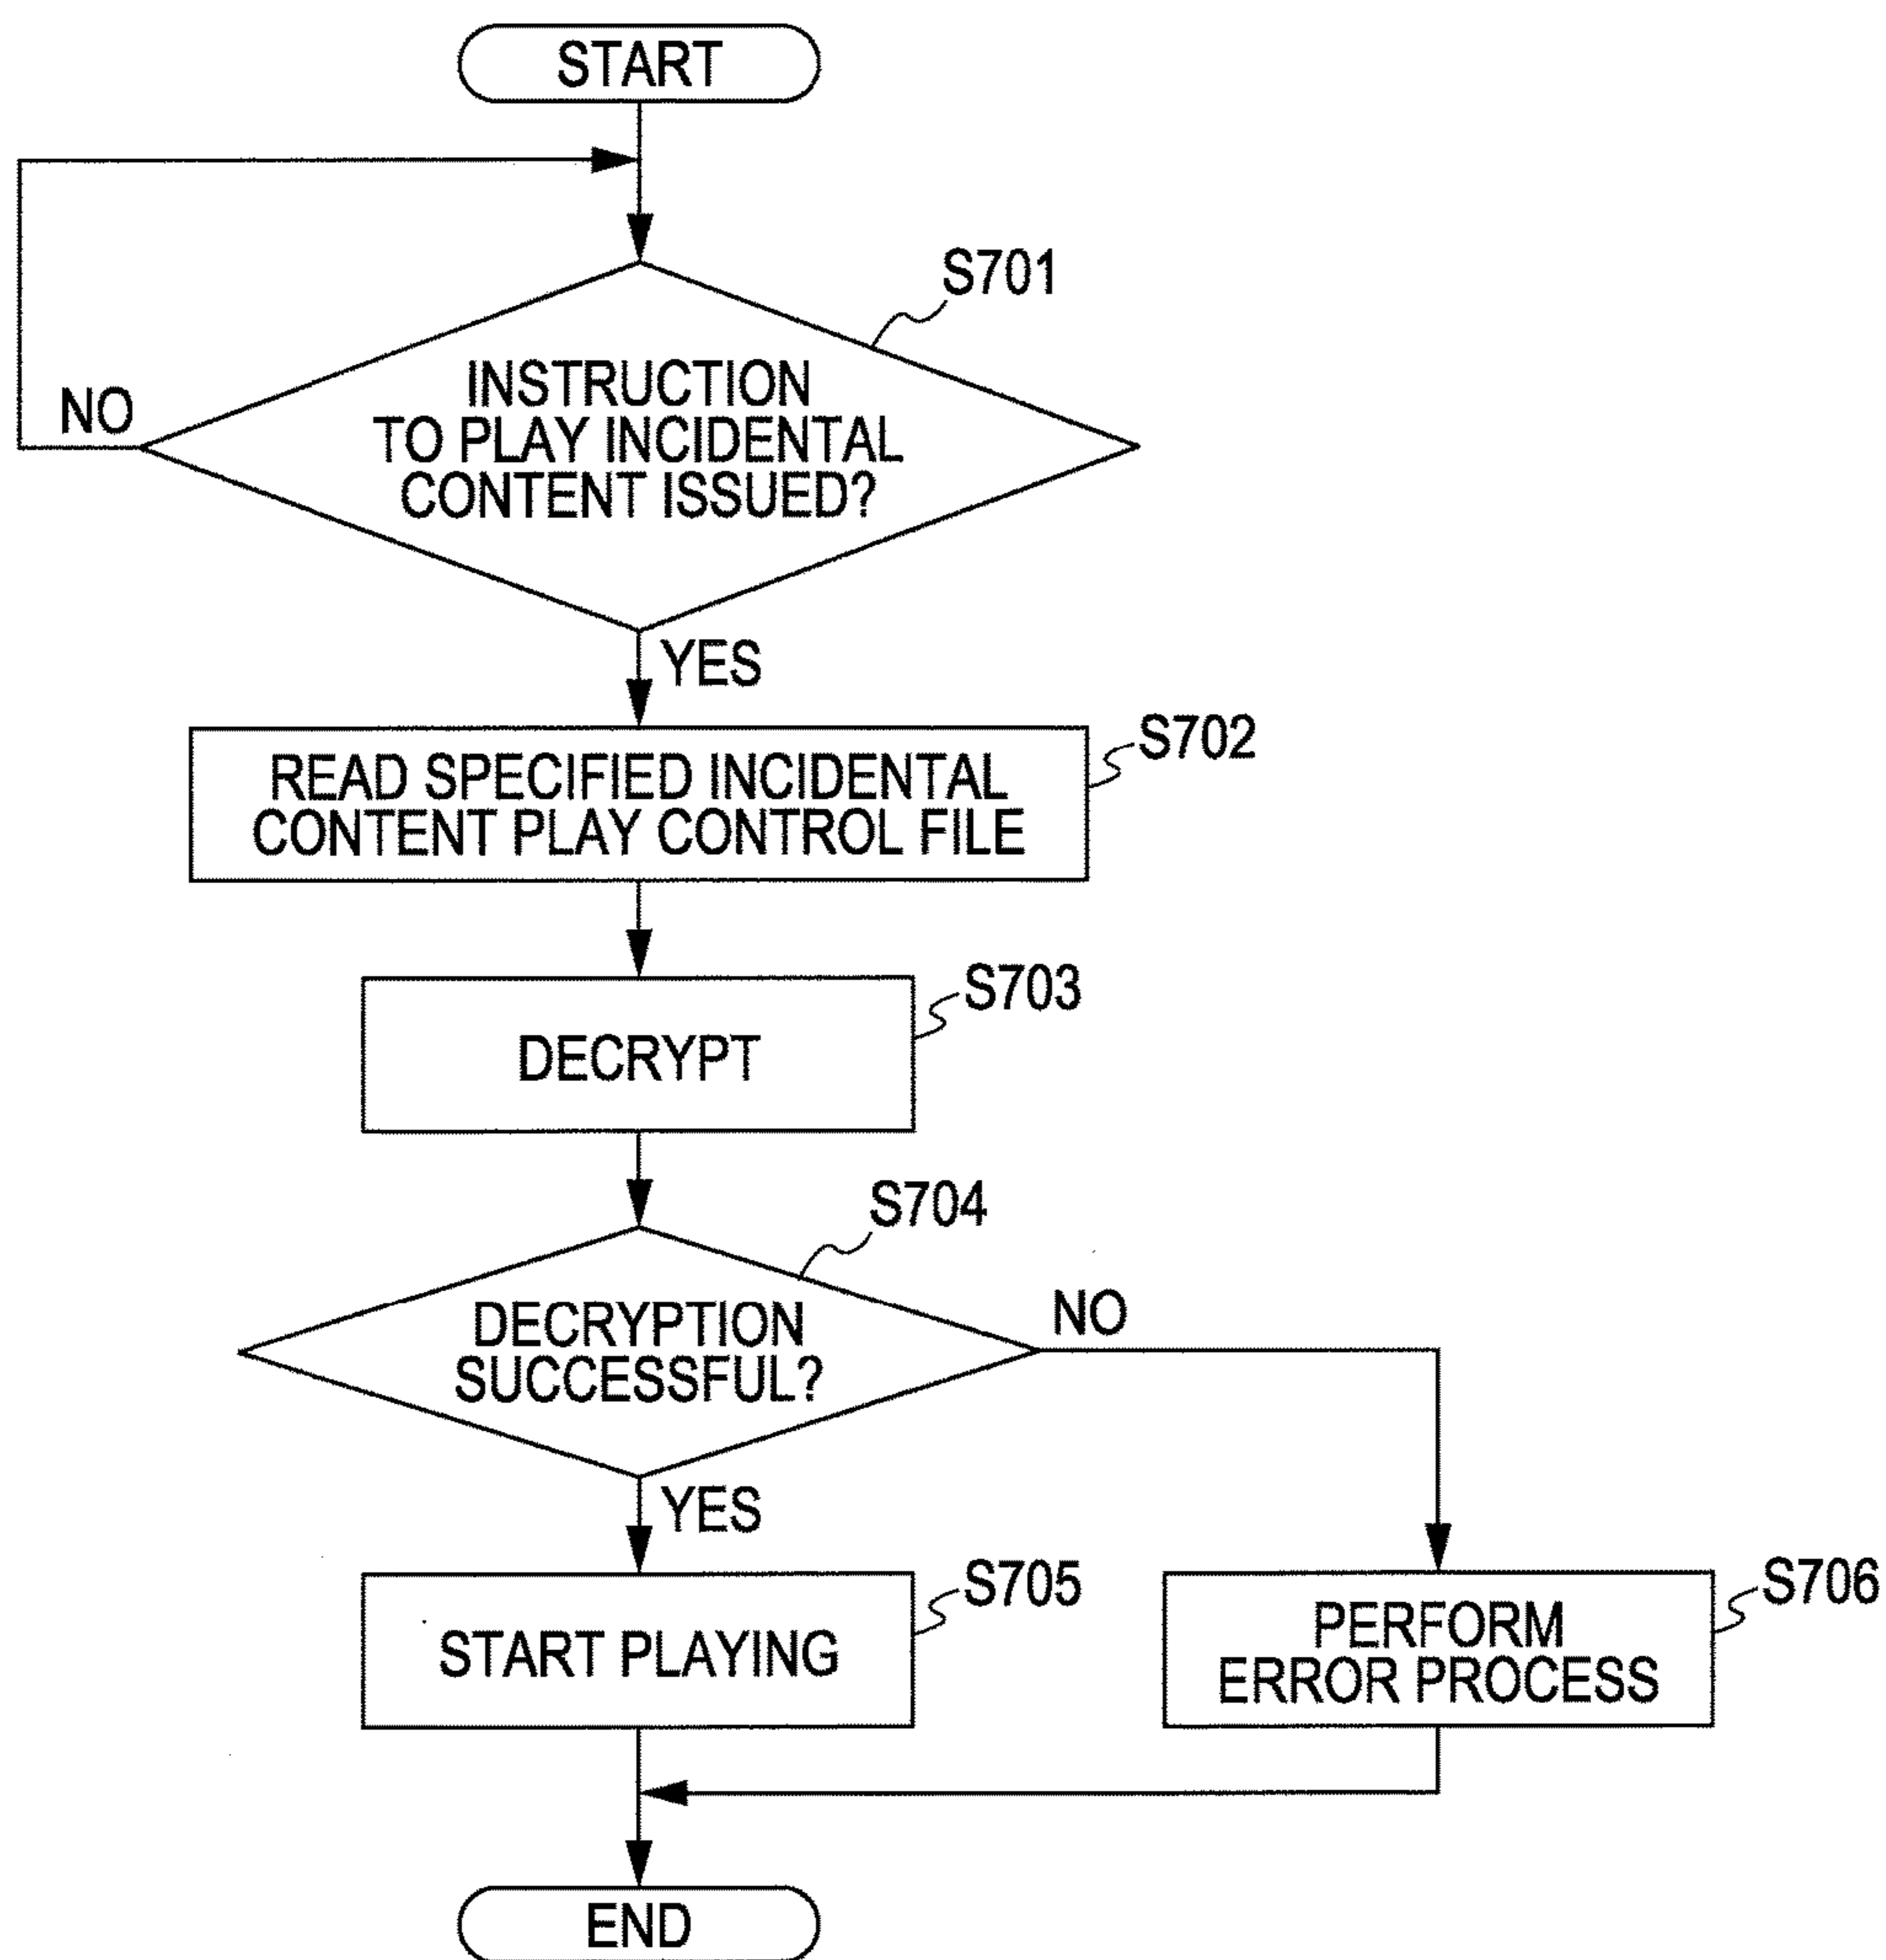 START
S701
INSTRUCTION
TO PLAY INCIDENTAL
CONTENT ISSUED?
NO
YES
S702
READ SPECIFIED INCIDENTAL
CONTENT PLAY CONTROL FILE
S703
DECRYPT
S704
DECRYPTION
SUCCESSFUL?
NO
YES
S705
START PLAYING
S706
PERFORM
ERROR PROCESS
END